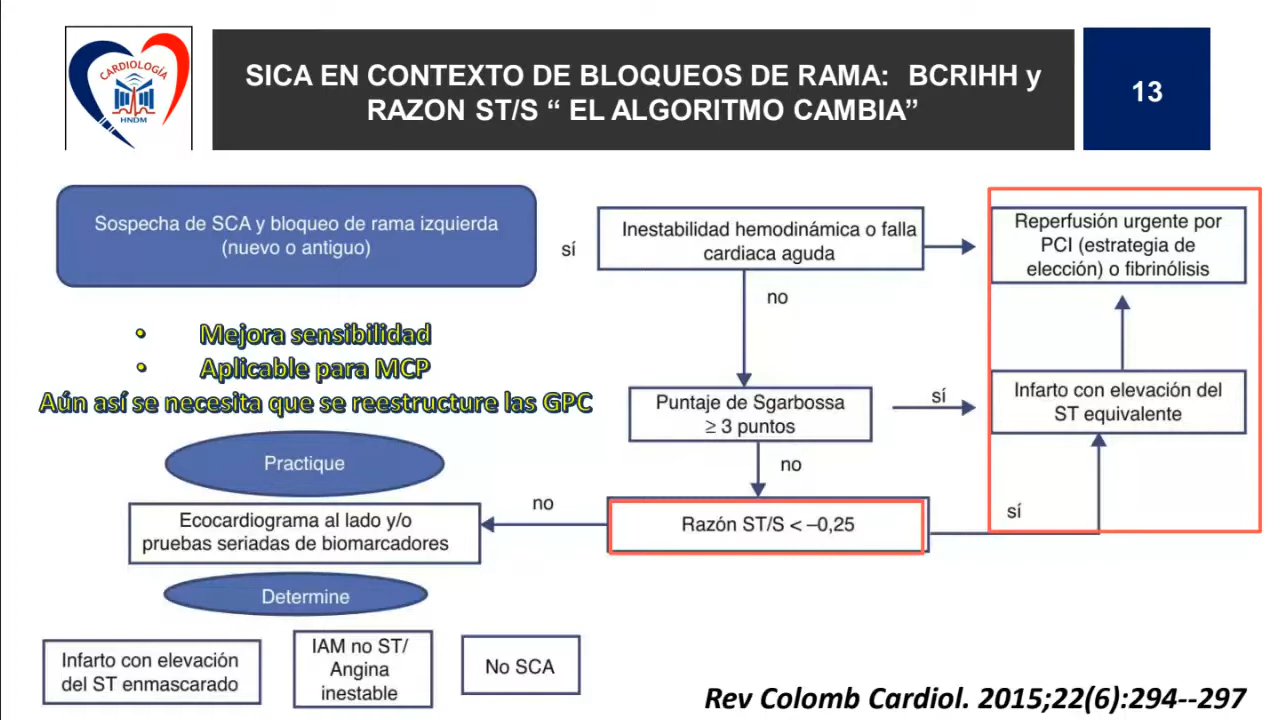 CARDIOLOGÍA
HNDM
SICA EN CONTEXTO DE BLOQUEOS DE RAMA: BCRIHH y
RAZON ST/S “ EL ALGORITMO CAMBIA”
13
Sospecha de SCA y bloqueo de rama izquierda
(nuevo o antiguo)
sí
Inestabilidad hemodinámica o falla
cardiaca aguda
Reperfusión urgente por
PCI (estrategia de
elección) o fibrinólisis
no
• Mejora sensibilidad
• Aplicable para MCP
Aún así se necesita que se reestructure las GPC
Puntaje de Sgarbossa
≥ 3 puntos
sí
Infarto con elevación del
ST equivalente
no
Practique
Ecocardiograma al lado y/o
pruebas seriadas de biomarcadores
no
Razón ST/S < –0,25
sí
Determine
Infarto con elevación
del ST enmascarado
IAM no ST/
Angina
inestable
No SCA
Rev Colomb Cardiol. 2015;22(6):294--297